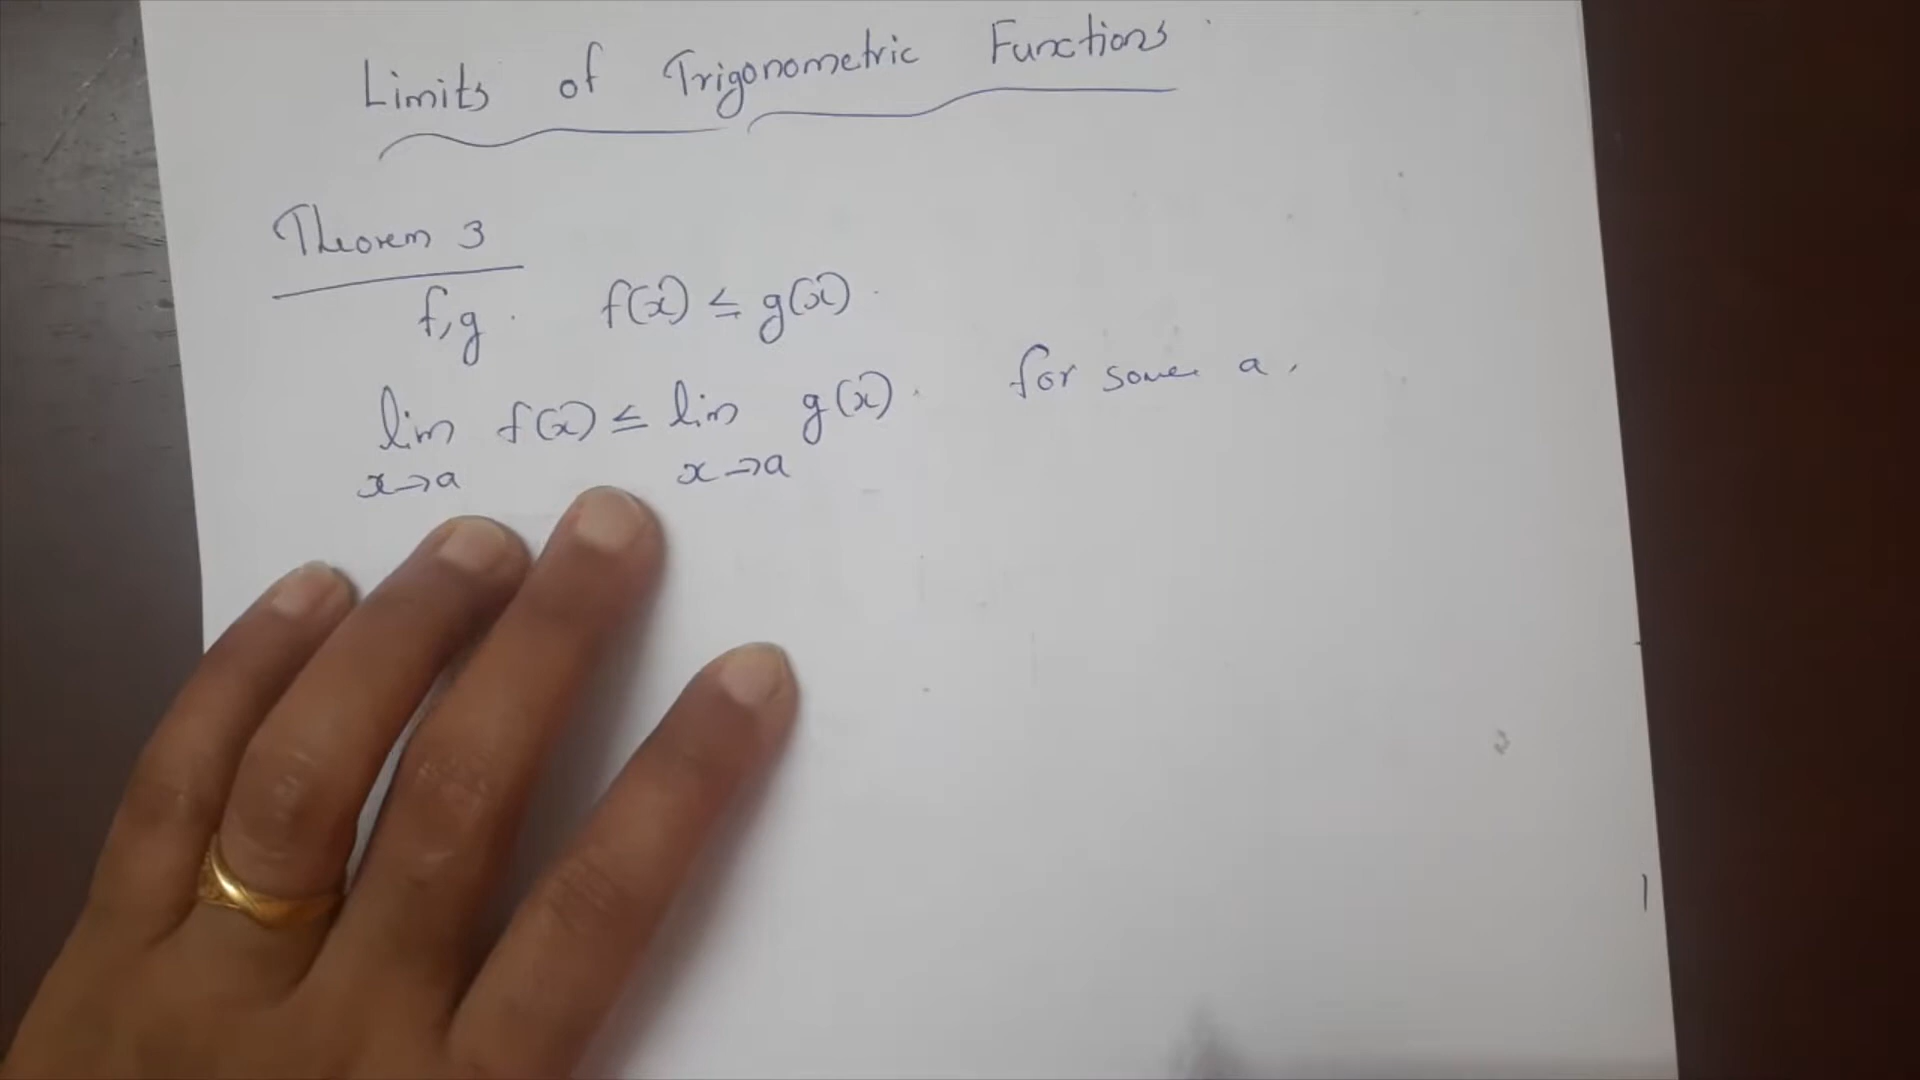 Limits of Trigonometric Functions
Theorem 3
f,g. f(x) ≤ g(x).
lim f(x) ≤ lim g(x). for some a.
x→a x→a